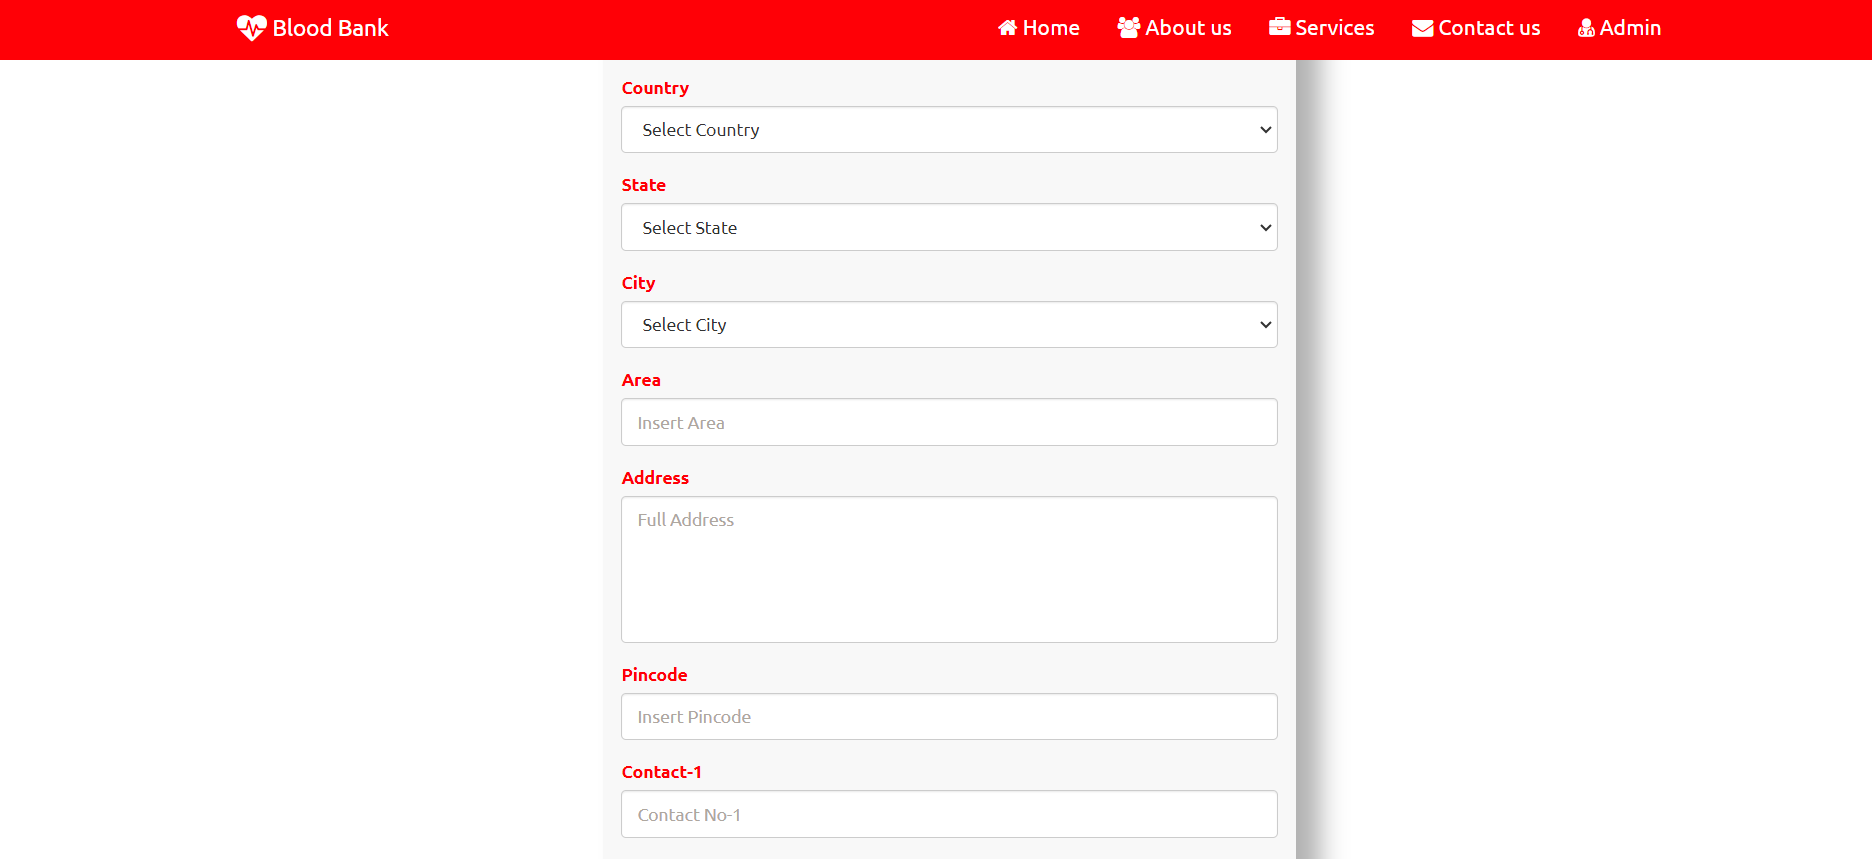 Blood Bank Home About us Services Contact us Admin
Country
Select Country
State
Select State
City
Select City
Area
Insert Area
Address
Full Address
Pincode
Insert Pincode
Contact-1
Contact No-1